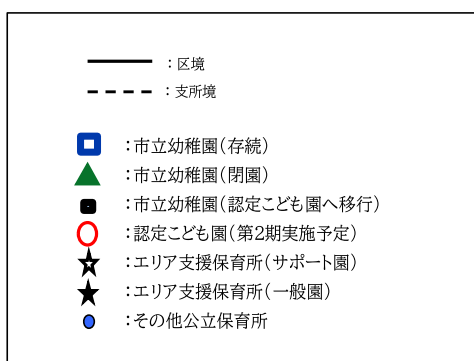 ：区境
：支所境
：市立幼稚園（存続）
：市立幼稚園（閉園）
：市立幼稚園（認定こども園へ移行）
：認定こども園（第2期実施予定）
：エリア支援保育所（サポート園）
：エリア支援保育所（一般園）
：その他公立保育所